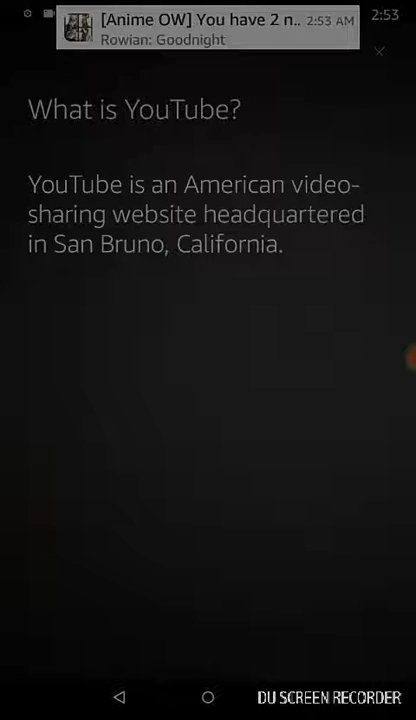 [Anime OW] You have 2 n.. 2:53 AM
2:53
Rowian: Goodnight
What is YouTube?
YouTube is an American video-
sharing website headquartered
in San Bruno, California.
DU SCREEN RECORDER